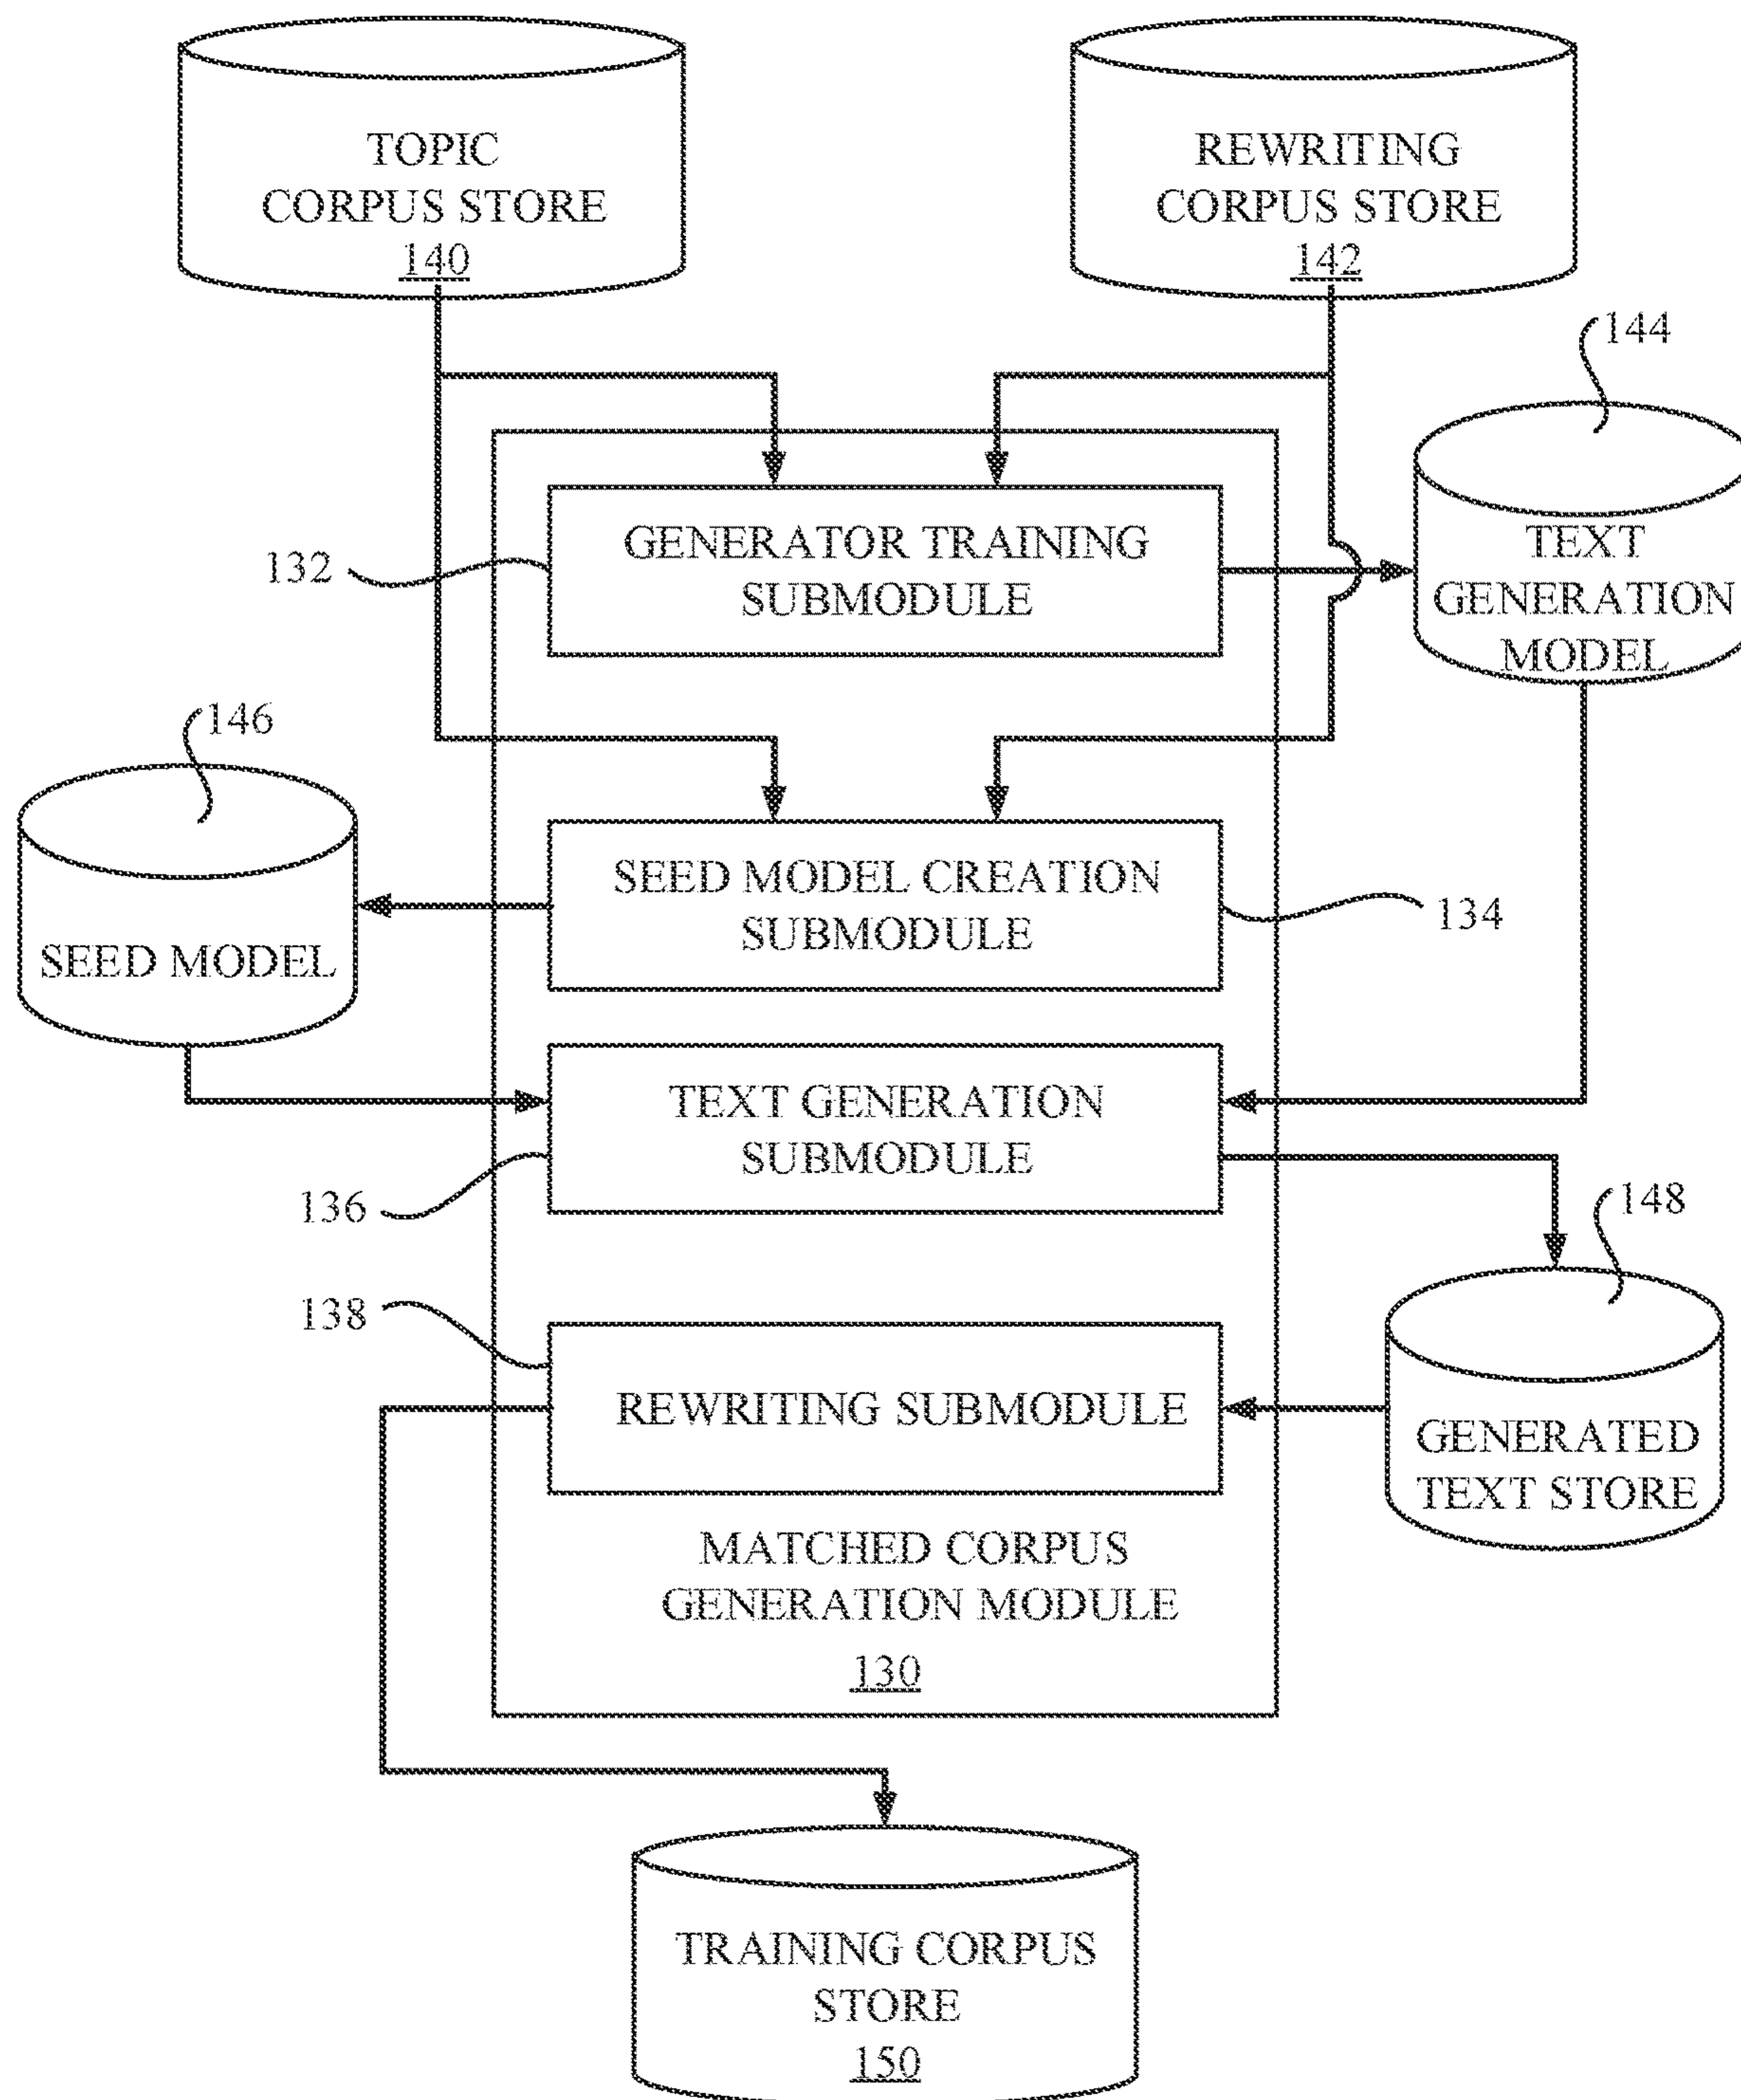 TOPIC
CORPUS STORE
140
REWRITING
CORPUS STORE
142
144
GENERATOR TRAINING
SUBMODULE
132
TEXT
GENERATION
MODEL
146
SEED MODEL CREATION
SUBMODULE
134
SEED MODEL
TEXT GENERATION
SUBMODULE
136
148
138
REWRITING SUBMODULE
GENERATED
TEXT STORE
MATCHED CORPUS
GENERATION MODULE
130
TRAINING CORPUS
STORE
150